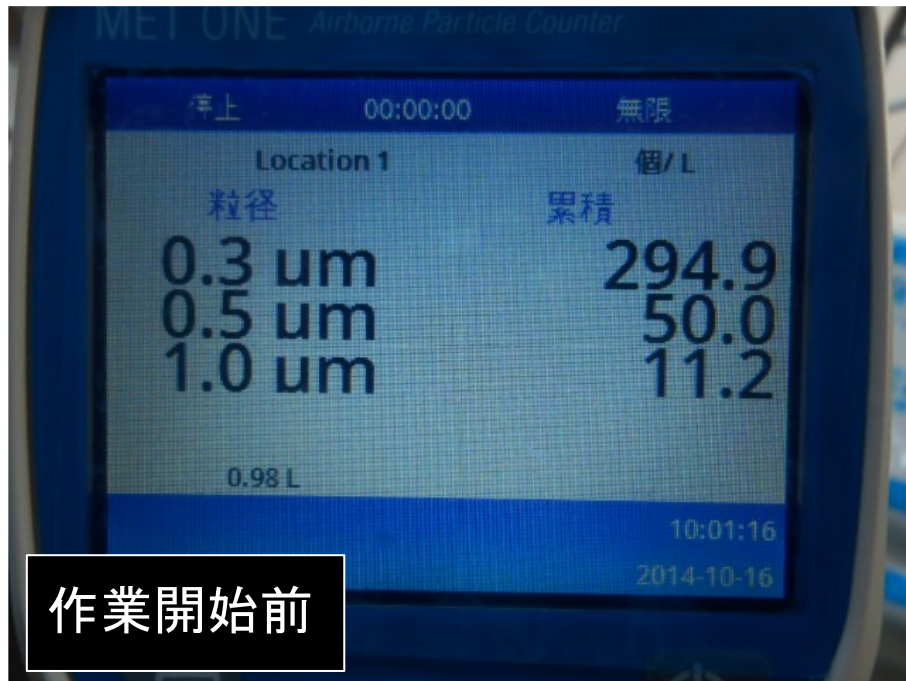 MET ONE Airborne Particle Counter
停止 00:00:00 無限
Location 1 個/ L
粒径 累積
0.3 um 294.9
0.5 um 50.0
1.0 um 11.2
0.98 L
10:01:16
2014-10-16
作業開始前